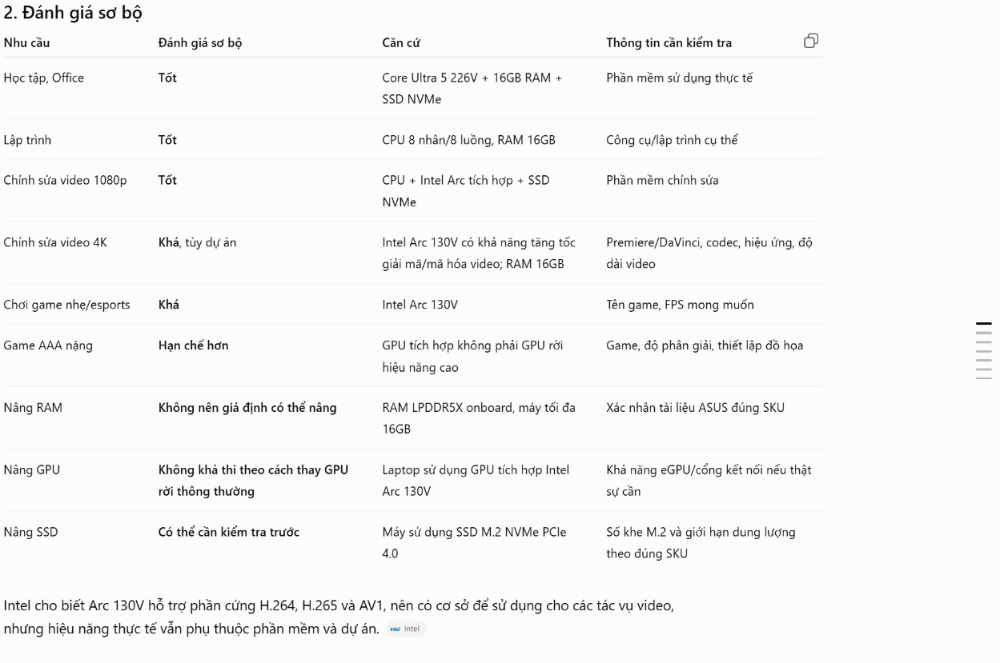 2. Đánh giá sơ bộ
Nhu cầu Đánh giá sơ bộ Căn cứ Thông tin cần kiểm tra
Học tập, Office Tốt Core Ultra 5 226V + 16GB RAM + Phần mềm sử dụng thực tế
SSD NVMe
Lập trình Tốt CPU 8 nhân/8 luồng, RAM 16GB Công cụ/lập trình cụ thể
Chỉnh sửa video 1080p Tốt CPU + Intel Arc tích hợp + SSD Phần mềm chỉnh sửa
NVMe
Chỉnh sửa video 4K Khá, tùy dự án Intel Arc 130V có khả năng tăng tốc Premiere/DaVinci, codec, hiệu ứng, độ
giải mã/mã hóa video; RAM 16GB dài video
Chơi game nhẹ/esports Khá Intel Arc 130V Tên game, FPS mong muốn
Game AAA nặng Hạn chế hơn GPU tích hợp không phải GPU rời Game, độ phân giải, thiết lập đồ họa
hiệu năng cao
Nâng RAM Không nên giả định có thể nâng RAM LPDDR5X onboard, máy tối đa Xác nhận tài liệu ASUS đúng SKU
16GB
Nâng GPU Không khả thi theo cách thay GPU Laptop sử dụng GPU tích hợp Intel Khả năng eGPU/cổng kết nối nếu thật
rời thông thường Arc 130V sự cần
Nâng SSD Có thể cần kiểm tra trước Máy sử dụng SSD M.2 NVMe PCIe Số khe M.2 và giới hạn dung lượng
4.0 theo đúng SKU
Intel cho biết Arc 130V hỗ trợ phần cứng H.264, H.265 và AV1, nên có cơ sở để sử dụng cho các tác vụ video,
nhưng hiệu năng thực tế vẫn phụ thuộc phần mềm và dự án. intel Intel